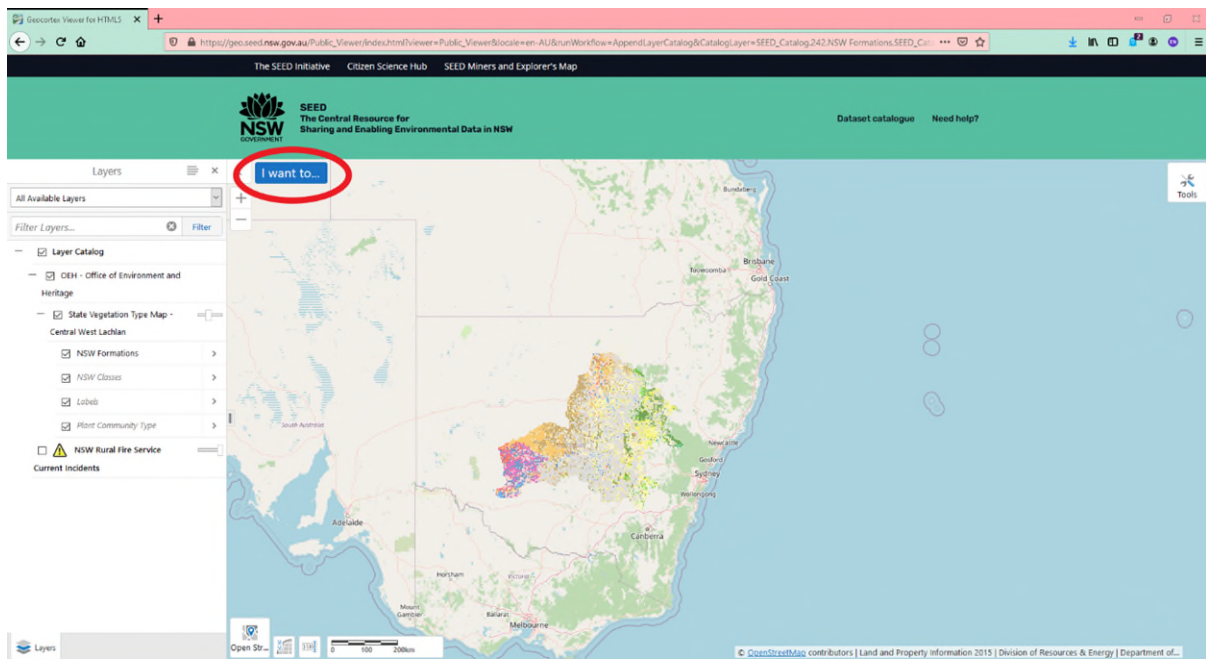 Geocortex Viewer for HTML5
https://geo.seed.nsw.gov.au/Public_Viewer/index.html?viewer=Public_Viewer&locale=en-AU&runWorkflow=AppendLayerCatalog&CatalogLayer=SEED_Catalog.242.NSW Formations.SEED_Cat
2
The SEED Initiative Citizen Science Hub SEED Miners and Explorer's Map
NSW
GOVERNMENT
SEED
The Central Resource for
Sharing and Enabling Environmental Data in NSW
Dataset catalogue Need help?
Layers
I want to...
Tools
All Available Layers
Filter Layers...
Filter
Layer Catalog
OEH - Office of Environment and
Heritage
State Vegetation Type Map -
Central West Lachlan
NSW Formations
NSW Classes
Labels
Plant Community Type
NSW Rural Fire Service
Current Incidents
Bundaberg
Brisbane
Toowoomba
Gold Coast
South Australia
Newcastle
Gosford
Sydney
Wollongong
Adelaide
Canberra
Horsham
Victoria
Mount
Gambier
Ballarat
Melbourne
Layers
Open Str...
0 100 200km
© OpenStreetMap contributors | Land and Property Information 2015 | Division of Resources & Energy | Department of...